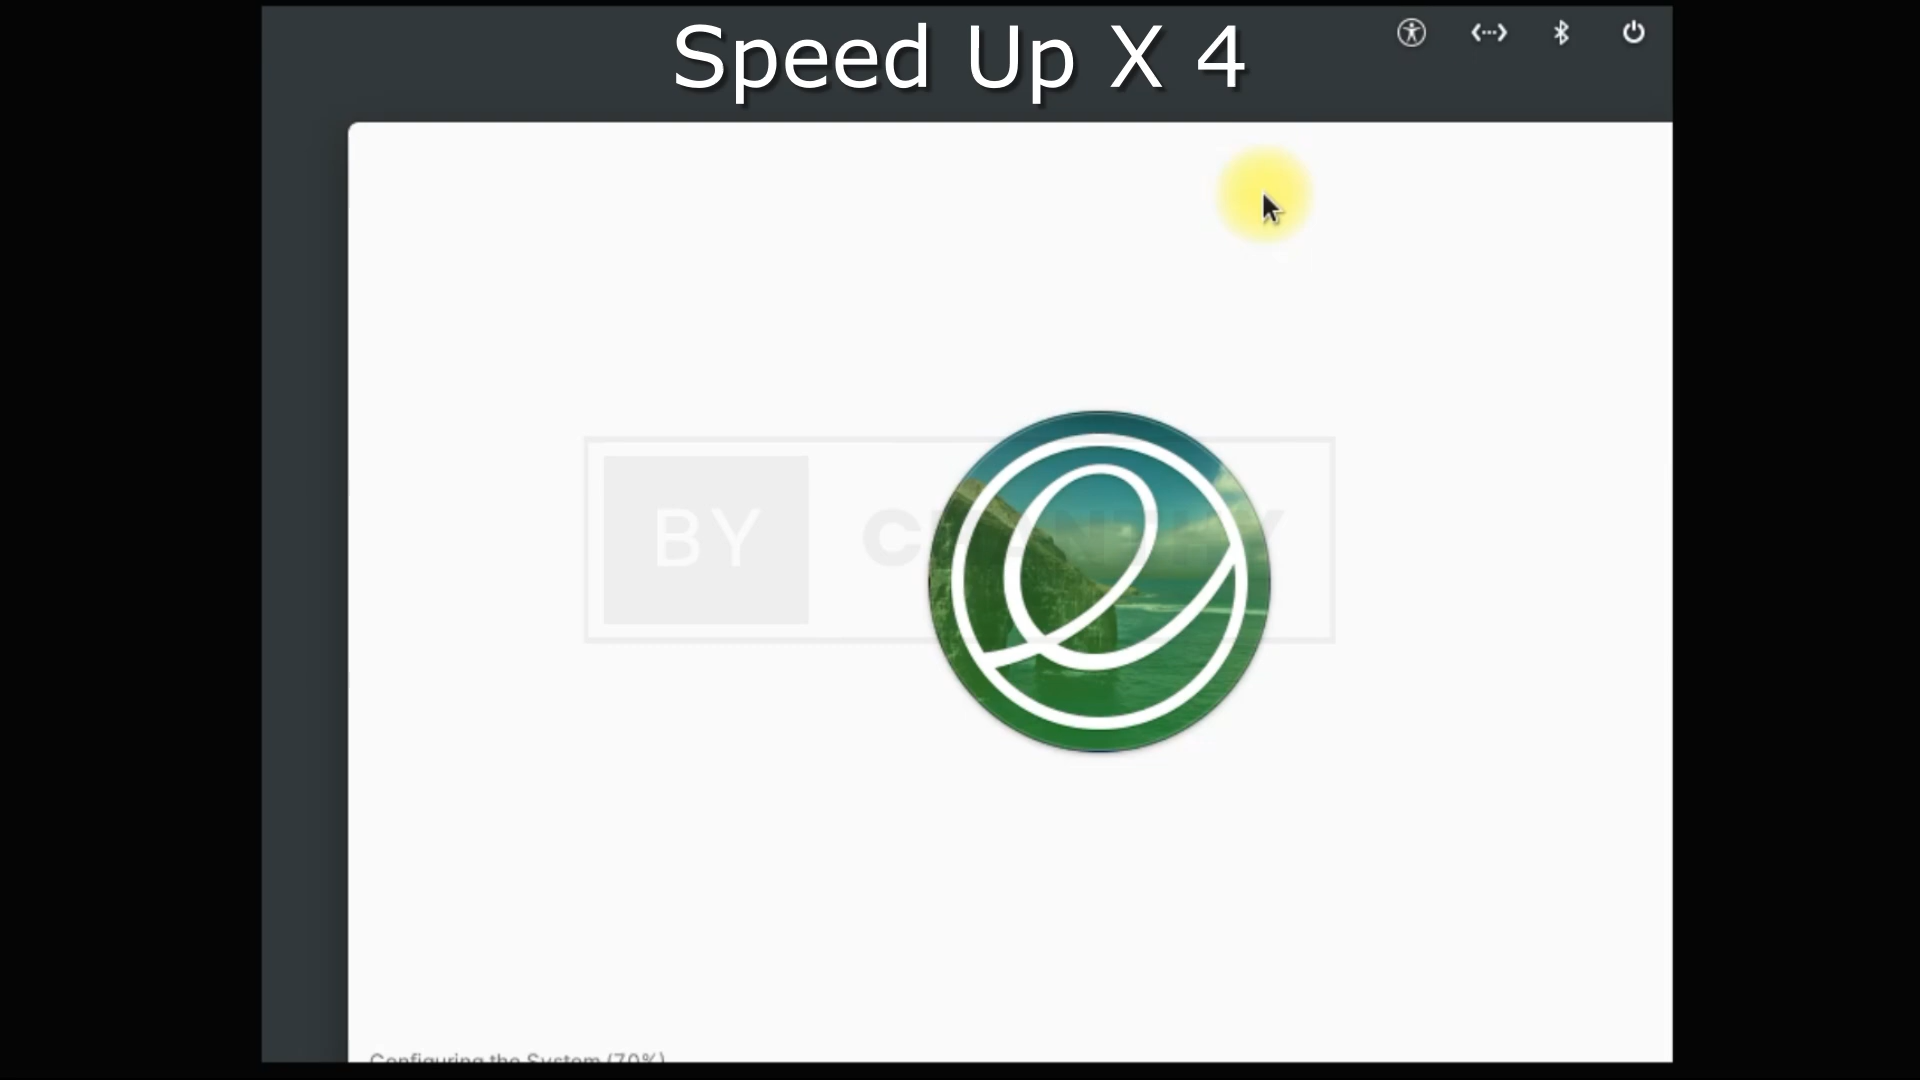 Speed Up X 4
BY
Configuring the System (70%)